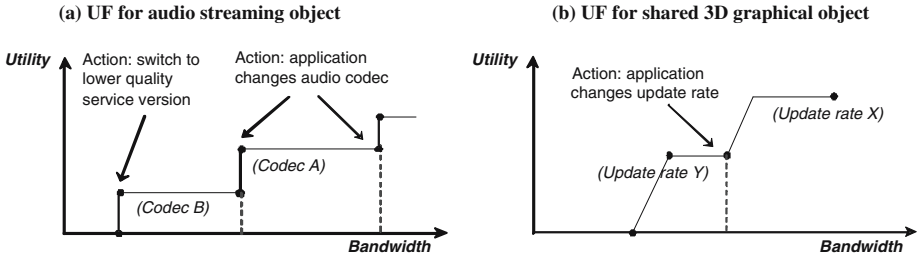 (a) UF for audio streaming object
Utility
Action: switch to
lower quality
service version
Action: application
changes audio codec
(Codec A)
(Codec B)
Bandwidth
(b) UF for shared 3D graphical object
Utility
Action: application
changes update rate
(Update rate X)
(Update rate Y)
Bandwidth